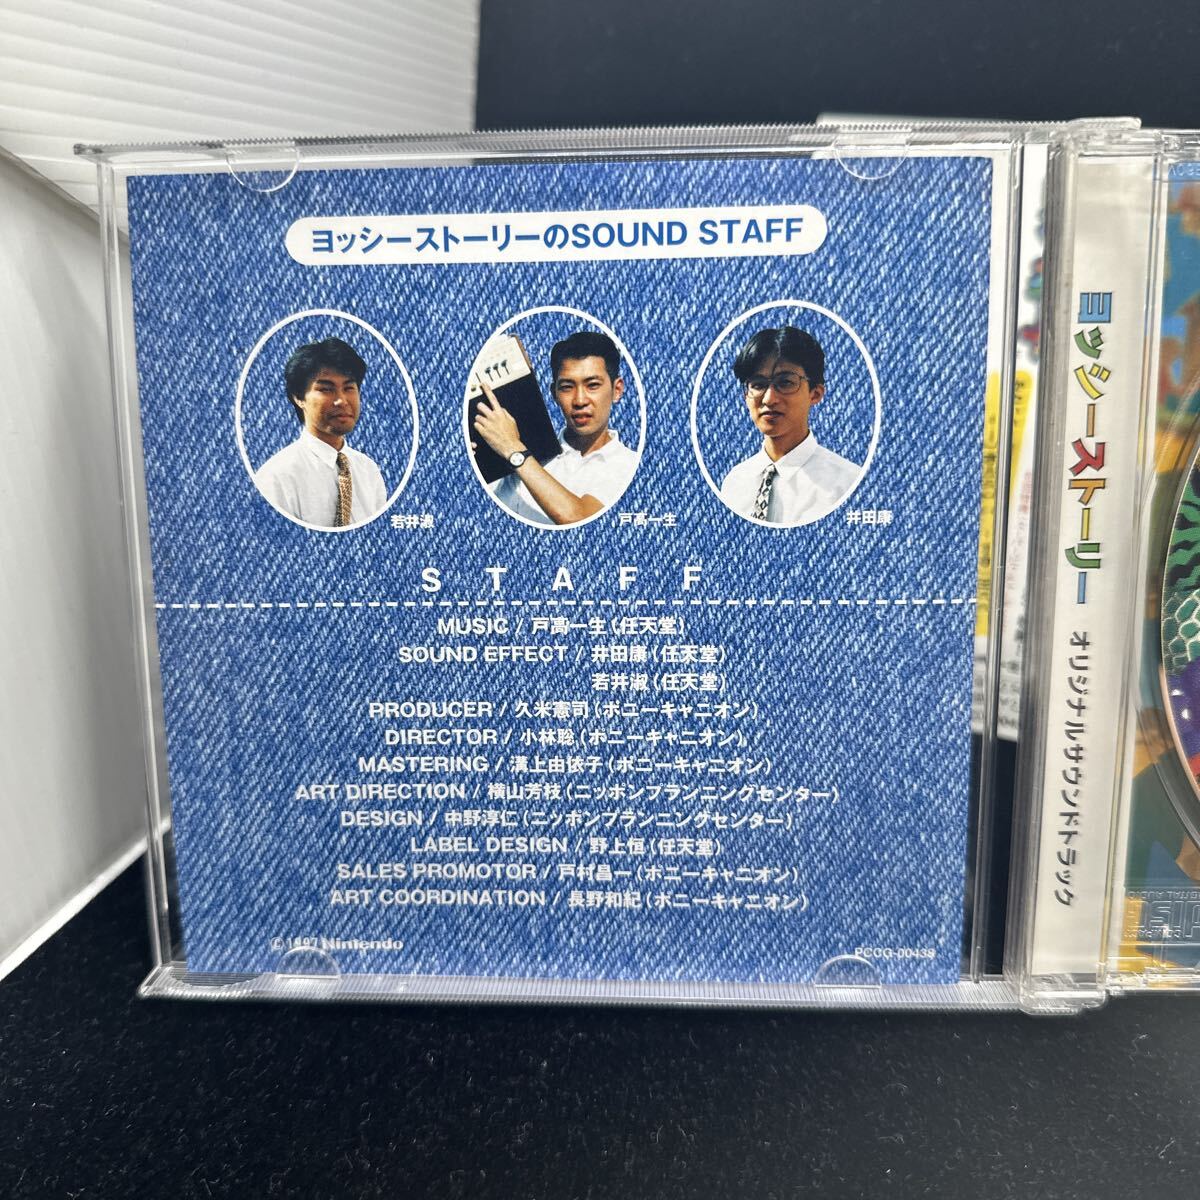 ヨッシーストーリーのSOUND STAFF
若井淑
戸高一生
井田康
STAFF
MUSIC / 戸高一生(任天堂)
SOUND EFFECT / 井田康(任天堂)
若井淑(任天堂)
PRODUCER / 久米憲司(ポニーキャニオン)
DIRECTOR / 小林聡(ポニーキャニオン)
MASTERING / 溝上由依子(ポニーキャニオン)
ART DIRECTION / 横山芳枝(ニッポンプランニングセンター)
DESIGN / 中野淳仁(ニッポンプランニングセンター)
LABEL DESIGN / 野上恒(任天堂)
SALES PROMOTOR / 戸村昌一(ポニーキャニオン)
ART COORDINATION / 長野和紀(ポニーキャニオン)
© 1997 Nintendo
PCCG-00438
ヨッシーストーリー オリジナルサウンドトラック